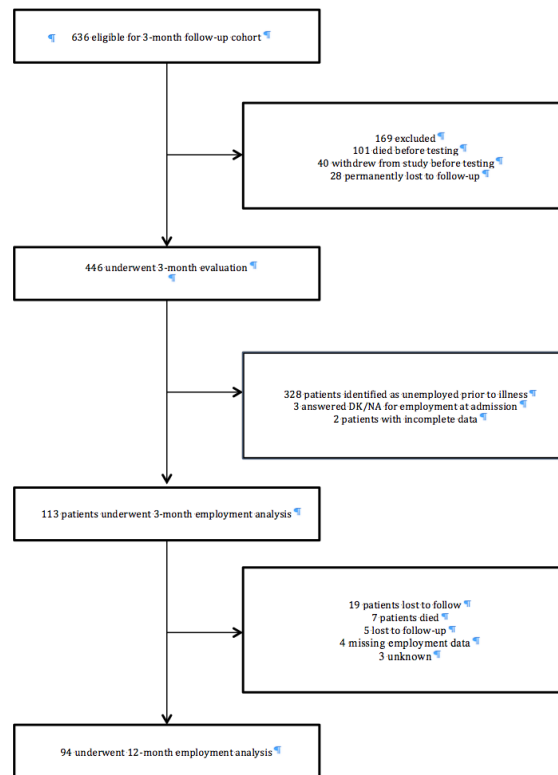 ¶ 636 eligible for 3-month follow-up cohort¶
169 excluded¶
101 died before testing¶
40 withdrew from study before testing¶
28 permanently lost to follow-up ¶
446 underwent 3-month evaluation¶
¶
328 patients identified as unemployed prior to illness¶
3 answered DK/NA for employment at admission¶
2 patients with incomplete data¶
113 patients underwent 3-month employment analysis¶
19 patients lost to follow¶
7 patients died¶
5 lost to follow-up¶
4 missing employment data¶
3 unknown¶
94 underwent 12-month employment analysis¶